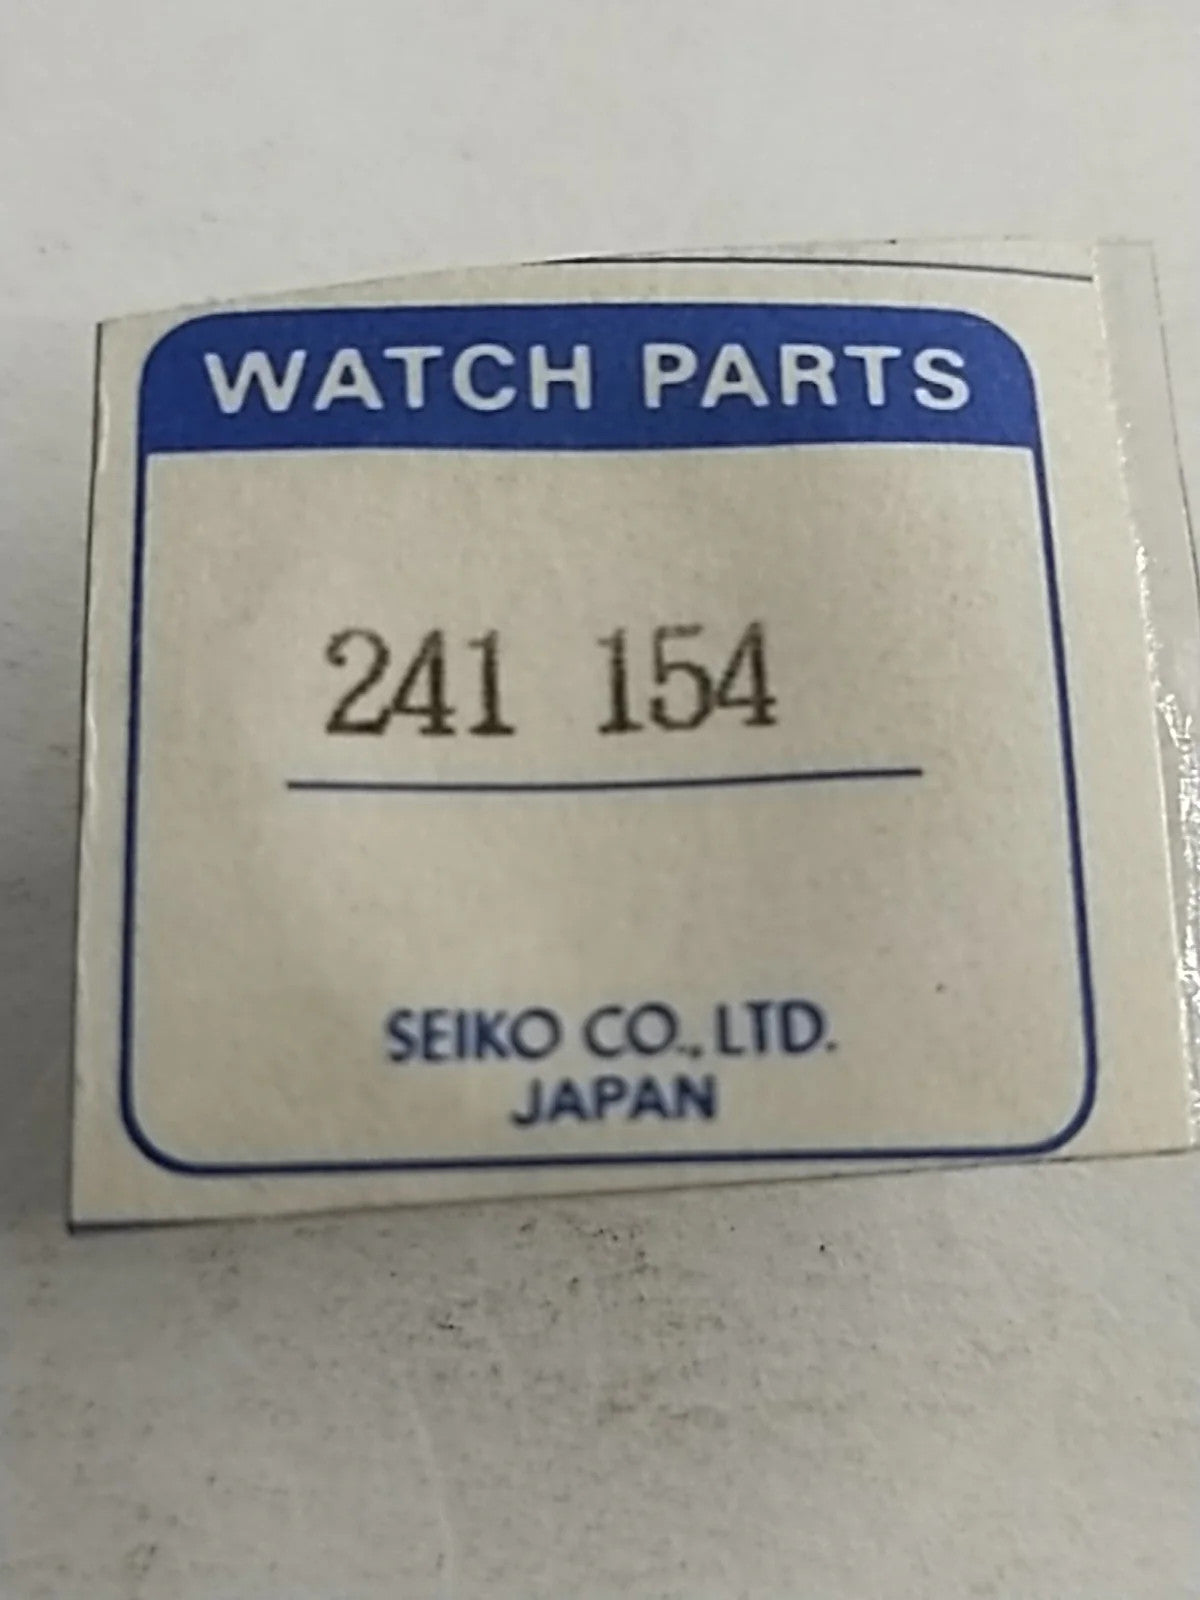 WATCH PARTS
241 154
SEIKO CO., LTD.
JAPAN